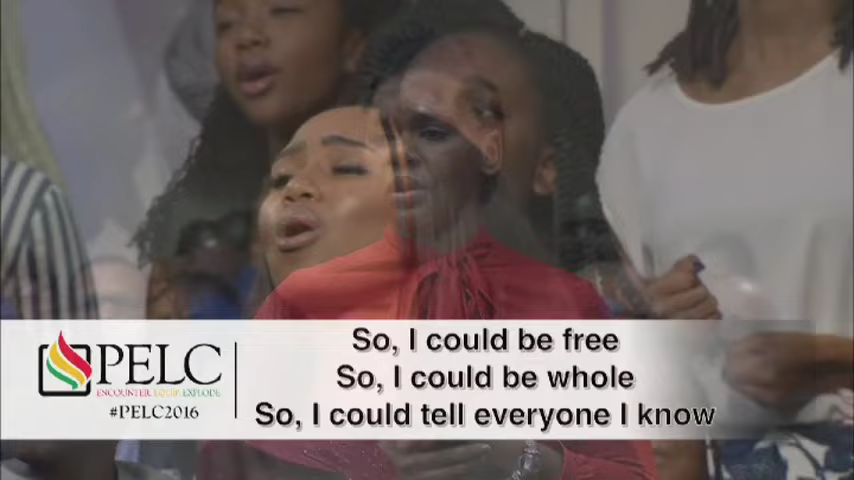 PELC
ENCOUNTER. EQUIP. EXPLODE
#PELC2016
So, I could be free
So, I could be whole
So, I could tell everyone I know